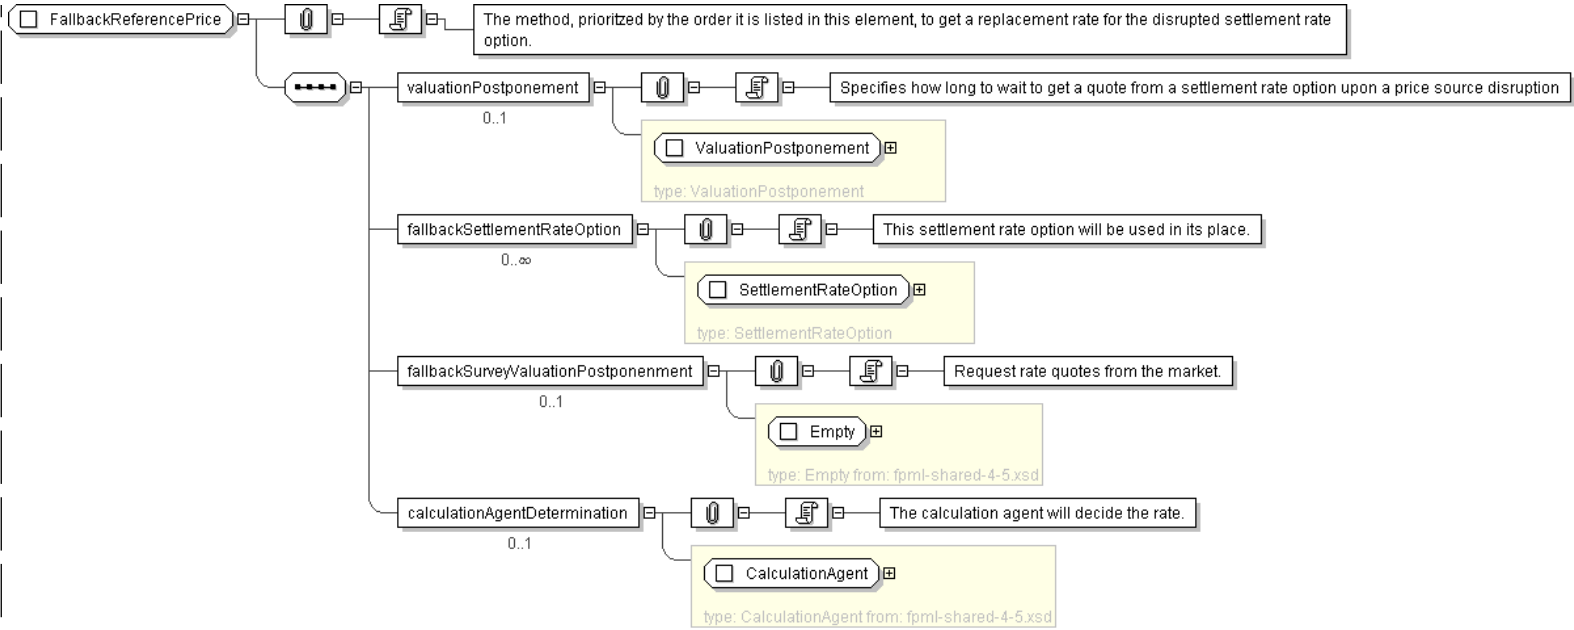 FallbackReferencePrice
The method, prioritzed by the order it is listed in this element, to get a replacement rate for the disrupted settlement rate
option.
valuationPostponement
Specifies how long to wait to get a quote from a settlement rate option upon a price source disruption
0..1
ValuationPostponement
type: ValuationPostponement
fallbackSettlementRateOption
This settlement rate option will be used in its place.
0..∞
SettlementRateOption
type: SettlementRateOption
fallbackSurveyValuationPostponenment
Request rate quotes from the market.
0..1
Empty
type: Empty from: fpml-shared-4-5.xsd
calculationAgentDetermination
The calculation agent will decide the rate.
0..1
CalculationAgent
type: CalculationAgent from: fpml-shared-4-5.xsd